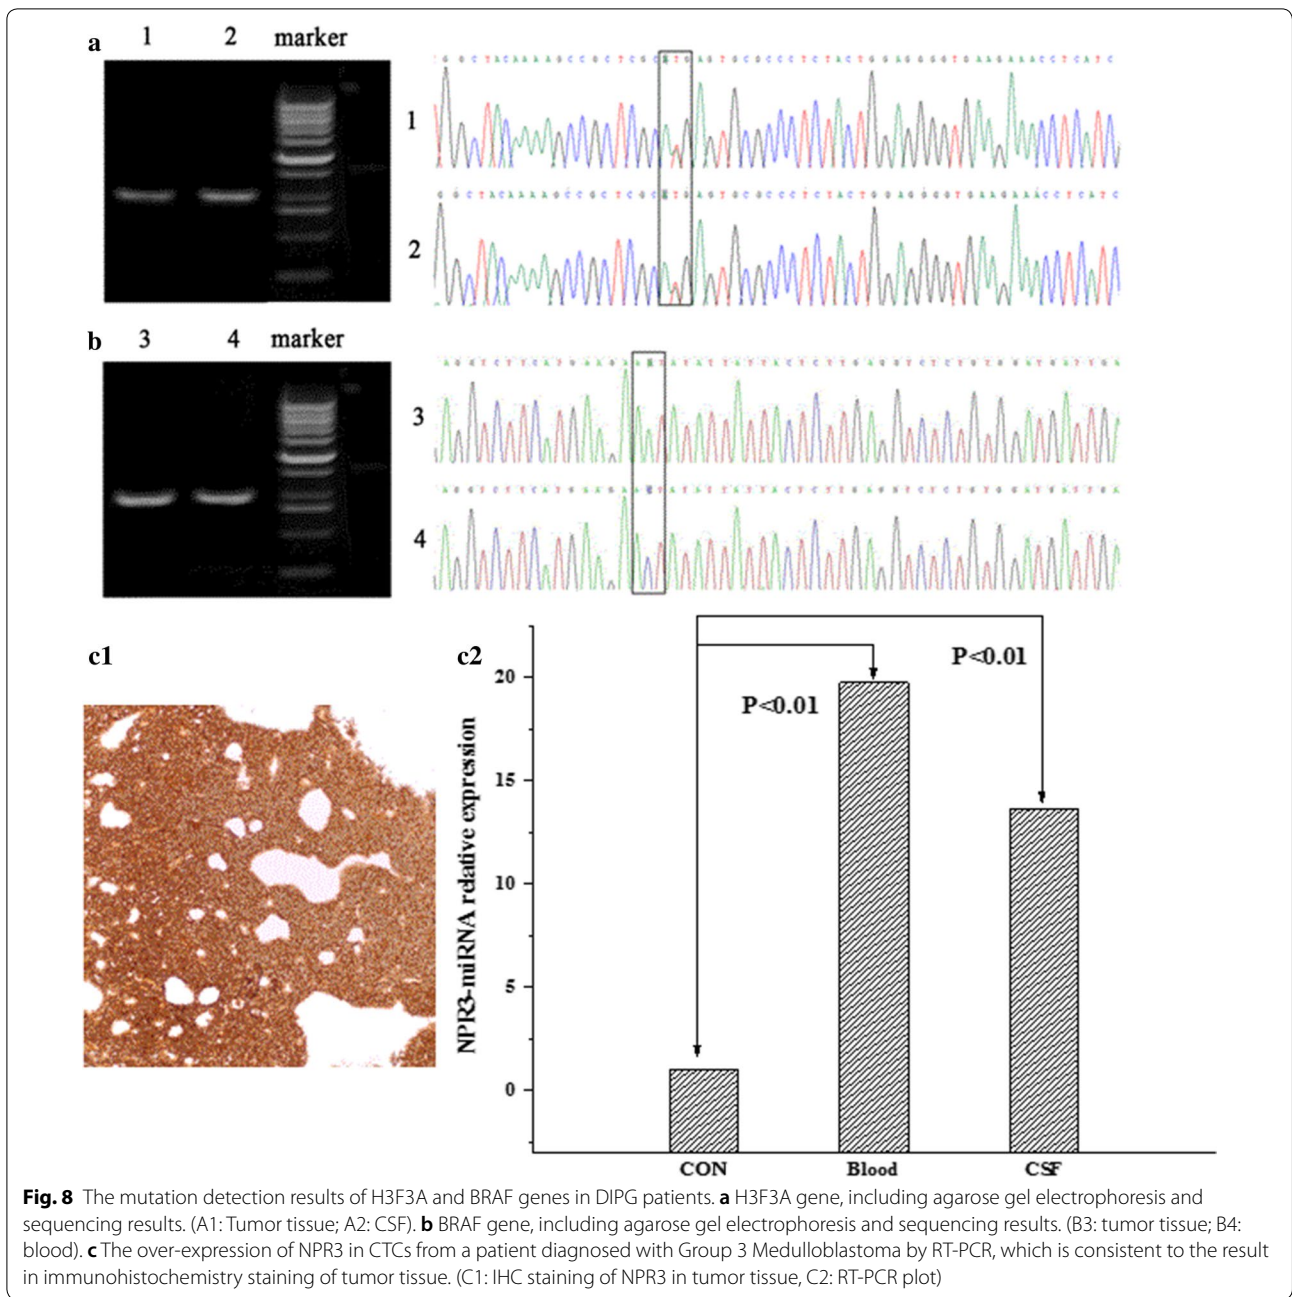 a 1 2 marker
1
2
b 3 4 marker
3
4
c1
c2
NPR3-miRNA relative expression
20
15
10
5
0
P<0.01
P<0.01
CON Blood CSF
Fig. 8 The mutation detection results of H3F3A and BRAF genes in DIPG patients. a H3F3A gene, including agarose gel electrophoresis and
sequencing results. (A1: Tumor tissue; A2: CSF). b BRAF gene, including agarose gel electrophoresis and sequencing results. (B3: tumor tissue; B4:
blood). c The over-expression of NPR3 in CTCs from a patient diagnosed with Group 3 Medulloblastoma by RT-PCR, which is consistent to the result
in immunohistochemistry staining of tumor tissue. (C1: IHC staining of NPR3 in tumor tissue, C2: RT-PCR plot)